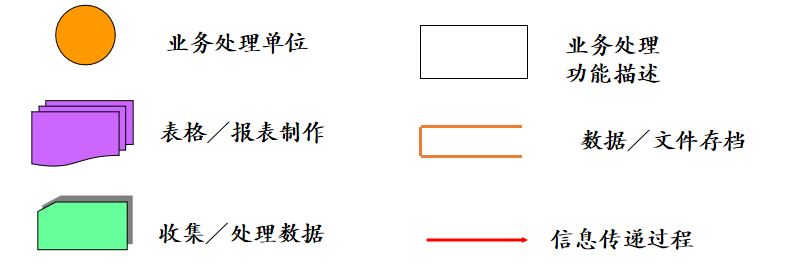 业务处理单位
业务处理
功能描述
表格／报表制作
数据／文件存档
收集／处理数据
信息传递过程